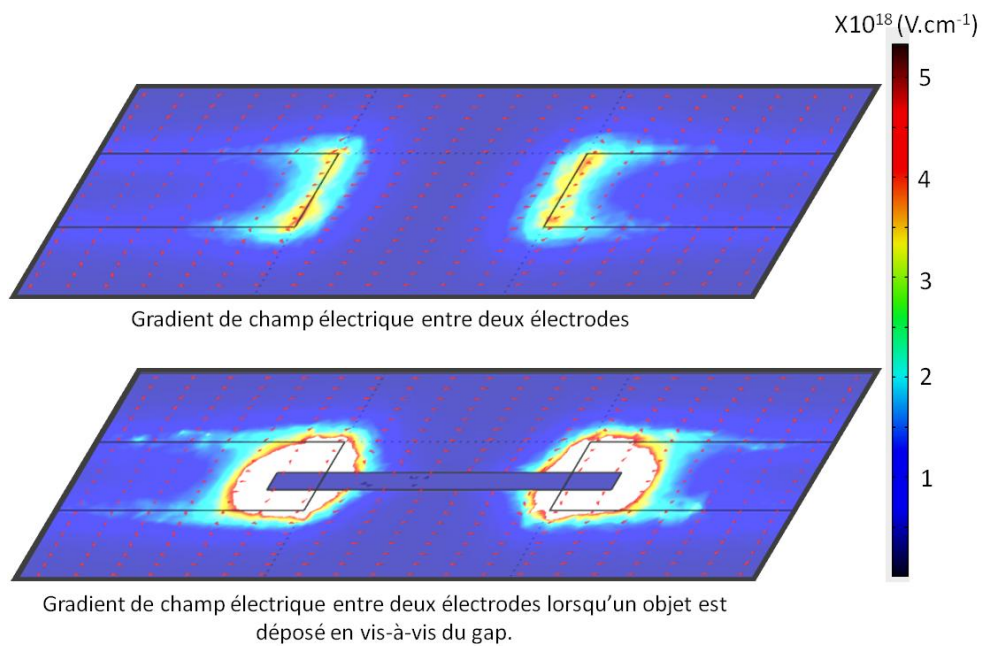 X10¹⁸ (V.cm⁻¹)
5
4
3
2
1
Gradient de champ électrique entre deux électrodes
Gradient de champ électrique entre deux électrodes lorsqu'un objet est
déposé en vis-à-vis du gap.